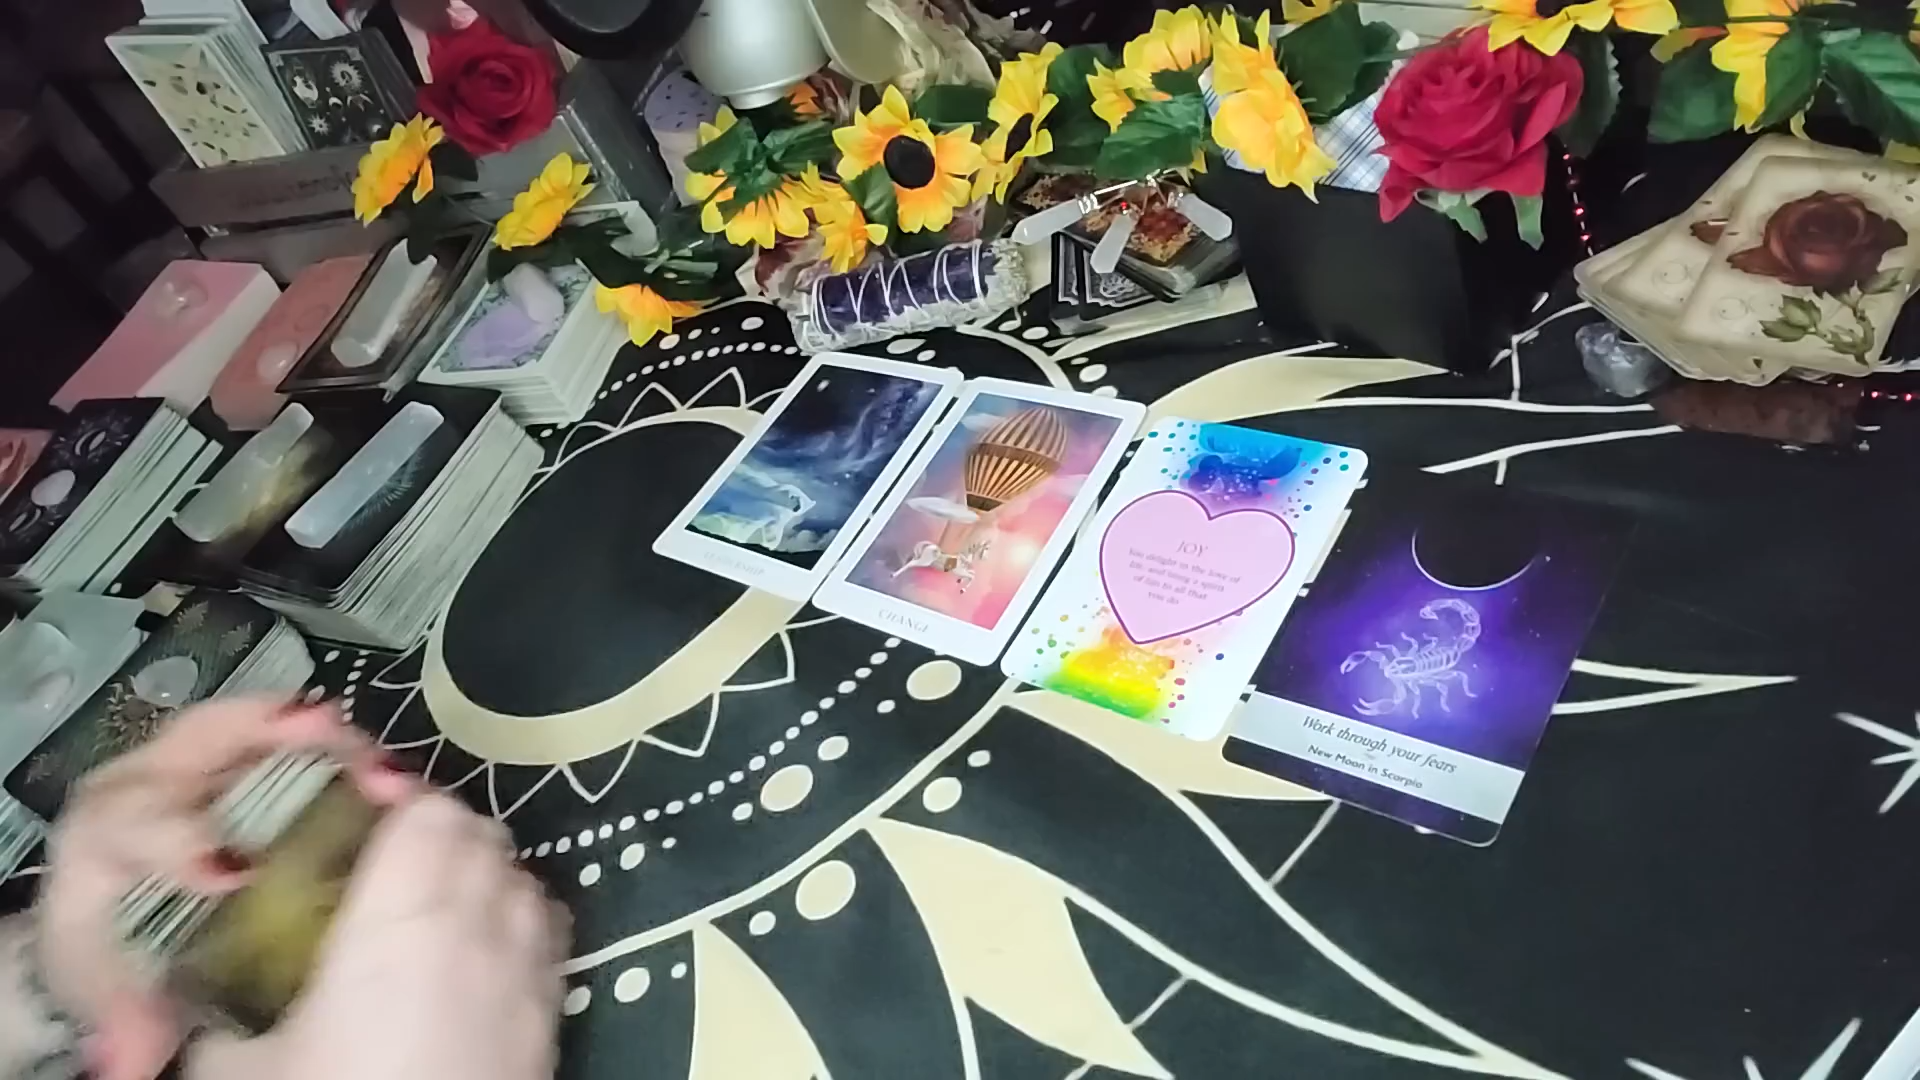 LEADERSHIP
CHANGE
JOY
You delight in the love of
life and bring a spirit
of fun to all that
you do
Work through your fears
New Moon in Scorpio